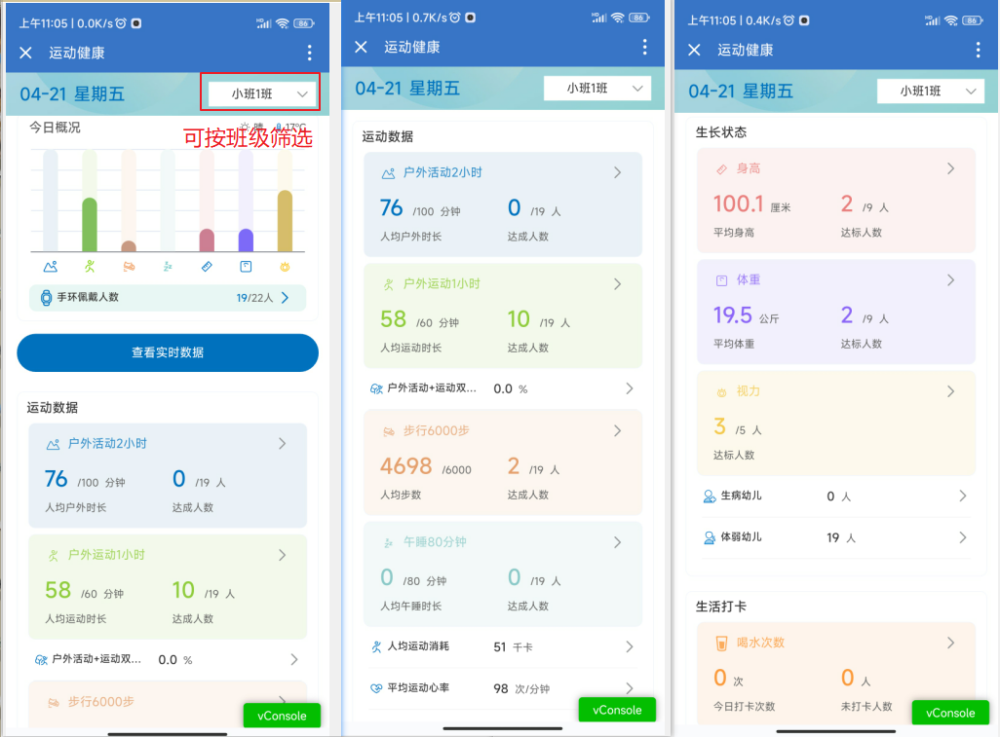 上午11:05 | 0.0K/s
86
运动健康
04-21 星期五
小班1班
今日概况
晴 17°C
可按班级筛选
手环佩戴人数
19/22人
查看实时数据
运动数据
户外活动2小时
76 /100 分钟 0 /19 人
人均户外时长 达成人数
户外运动1小时
58 /60 分钟 10 /19 人
人均运动时长 达成人数
户外活动+运动双... 0.0 %
步行6000步
vConsole
上午11:05 | 0.7K/s
86
运动健康
04-21 星期五
小班1班
运动数据
户外活动2小时
76 /100 分钟 0 /19 人
人均户外时长 达成人数
户外运动1小时
58 /60 分钟 10 /19 人
人均运动时长 达成人数
户外活动+运动双... 0.0 %
步行6000步
4698 /6000 2 /19 人
人均步数 达成人数
午睡80分钟
0 /80 分钟 0 /19 人
人均午睡时长 达成人数
人均运动消耗 51 千卡
平均运动心率 98 次/分钟
vConsole
上午11:05 | 0.4K/s
86
运动健康
04-21 星期五
小班1班
生长状态
身高
100.1 厘米 2 /9 人
平均身高 达标人数
体重
19.5 公斤 2 /9 人
平均体重 达标人数
视力
3 /5 人
达标人数
生病幼儿 0 人
体弱幼儿 19 人
生活打卡
喝水次数
0 次 0 人
今日打卡次数 未打卡人数
vConsole